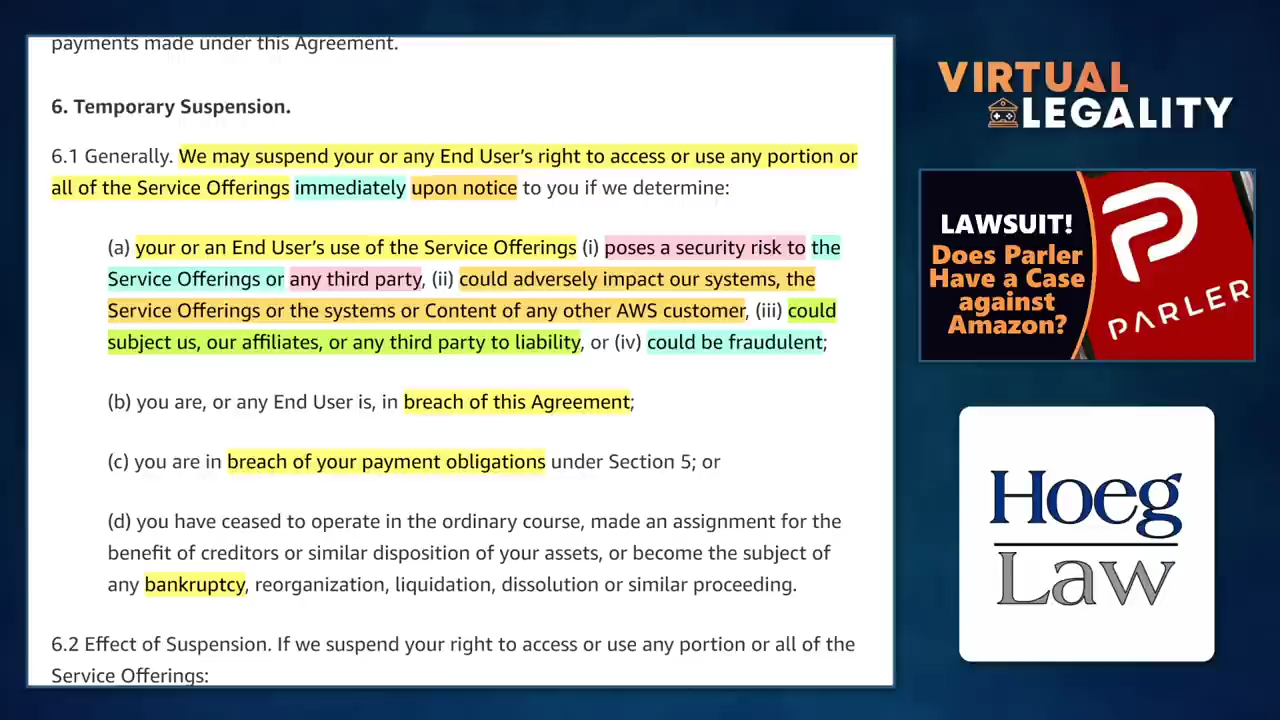 payments made under this Agreement.
6. Temporary Suspension.
6.1 Generally. We may suspend your or any End User’s right to access or use any portion or
all of the Service Offerings immediately upon notice to you if we determine:
(a) your or an End User’s use of the Service Offerings (i) poses a security risk to the
Service Offerings or any third party, (ii) could adversely impact our systems, the
Service Offerings or the systems or Content of any other AWS customer, (iii) could
subject us, our affiliates, or any third party to liability, or (iv) could be fraudulent;
(b) you are, or any End User is, in breach of this Agreement;
(c) you are in breach of your payment obligations under Section 5; or
(d) you have ceased to operate in the ordinary course, made an assignment for the
benefit of creditors or similar disposition of your assets, or become the subject of
any bankruptcy, reorganization, liquidation, dissolution or similar proceeding.
6.2 Effect of Suspension. If we suspend your right to access or use any portion or all of the
Service Offerings:
VIRTUAL
LEGALITY
LAWSUIT!
Does Parler
Have a Case
against
Amazon?
PARLER
Hoeg
Law